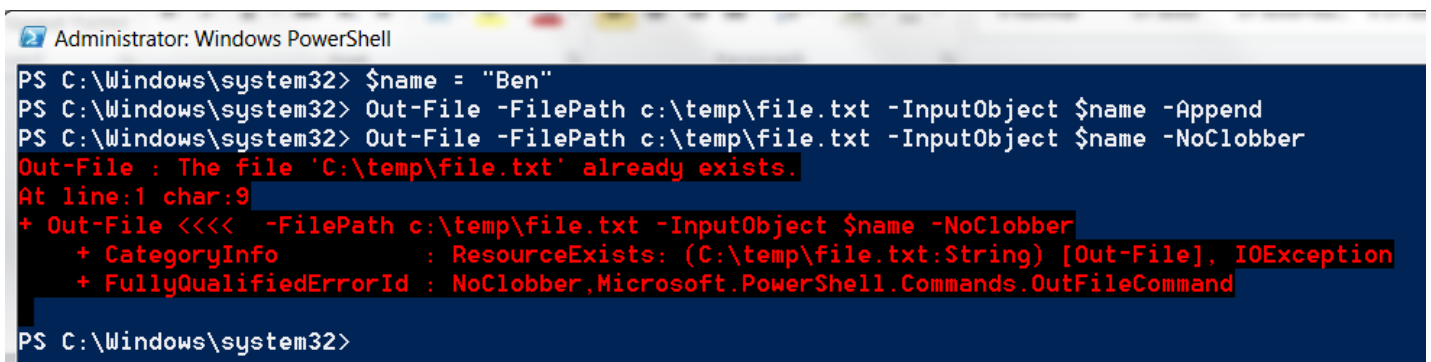 Administrator: Windows PowerShell
PS C:\Windows\system32> $name = "Ben"
PS C:\Windows\system32> Out-File -FilePath c:\temp\file.txt -InputObject $name -Append
PS C:\Windows\system32> Out-File -FilePath c:\temp\file.txt -InputObject $name -NoClobber
Out-File : The file 'C:\temp\file.txt' already exists.
At line:1 char:9
+ Out-File <<<<  -FilePath c:\temp\file.txt -InputObject $name -NoClobber
    + CategoryInfo          : ResourceExists: (C:\temp\file.txt:String) [Out-File], IOException
    + FullyQualifiedErrorId : NoClobber,Microsoft.PowerShell.Commands.OutFileCommand
PS C:\Windows\system32>